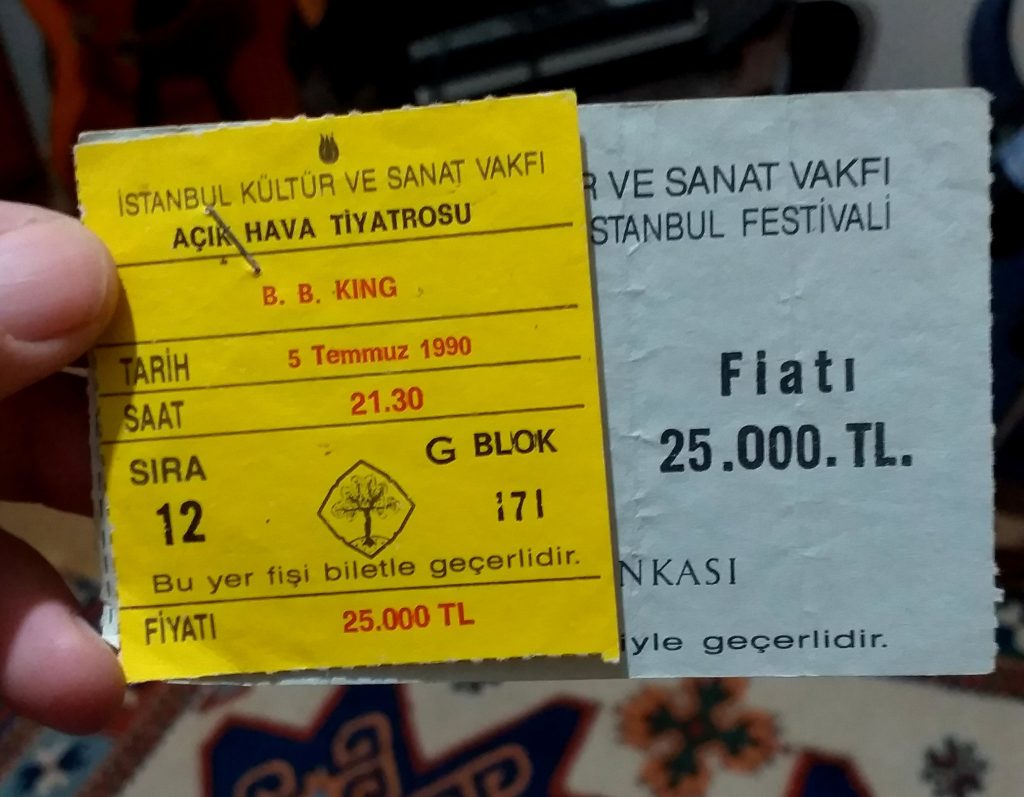 İSTANBUL KÜLTÜR VE SANAT VAKFI
AÇIK HAVA TİYATROSU
B. B. KING
TARİH 5 Temmuz 1990
SAAT 21.30
SIRA G BLOK
12 171
Bu yer fişi biletle geçerlidir.
FİYATI 25.000 TL
R VE SANAT VAKFI
STANBUL FESTİVALİ
Fiatı
25.000. TL.
NKASI
iyle geçerlidir.